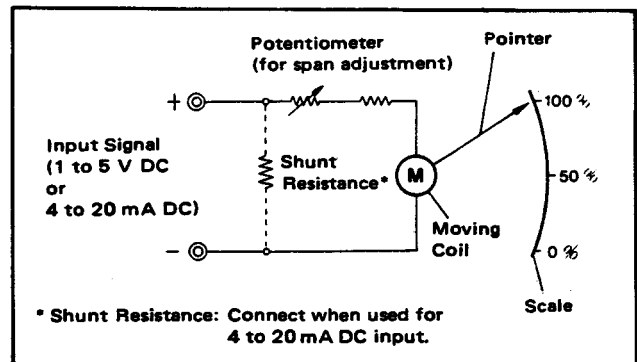 Potentiometer
(for span adjustment)
Pointer
+
100 %
Input Signal
(1 to 5 V DC
or
4 to 20 mA DC)
Shunt
Resistance*
M
50 %
Moving
Coil
–
0 %
Scale
* Shunt Resistance: Connect when used for
4 to 20 mA DC input.